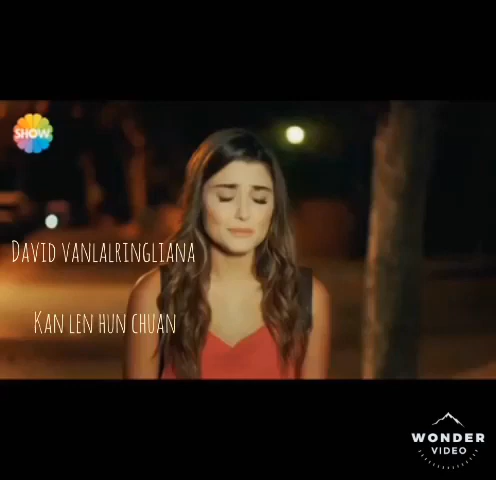 SHOW
DAVID VANLALRINGLIANA
KAN LEN HUN CHUAN
WONDER
VIDEO